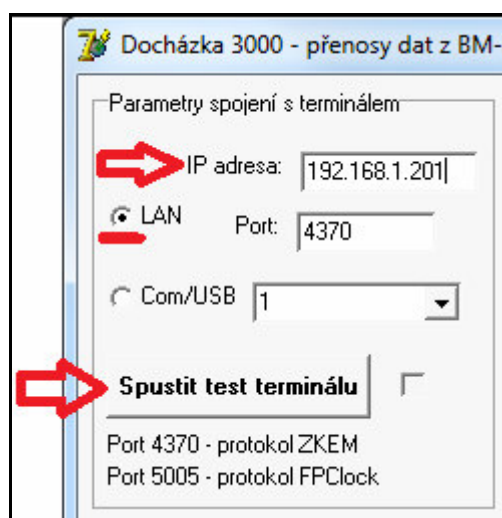 Docházka 3000 - přenosy dat z BM-
Parametry spojení s terminálem
IP adresa: 192.168.1.201
LAN Port: 4370
Com/USB 1
Spustit test terminálu
Port 4370 - protokol ZKEM
Port 5005 - protokol FPClock